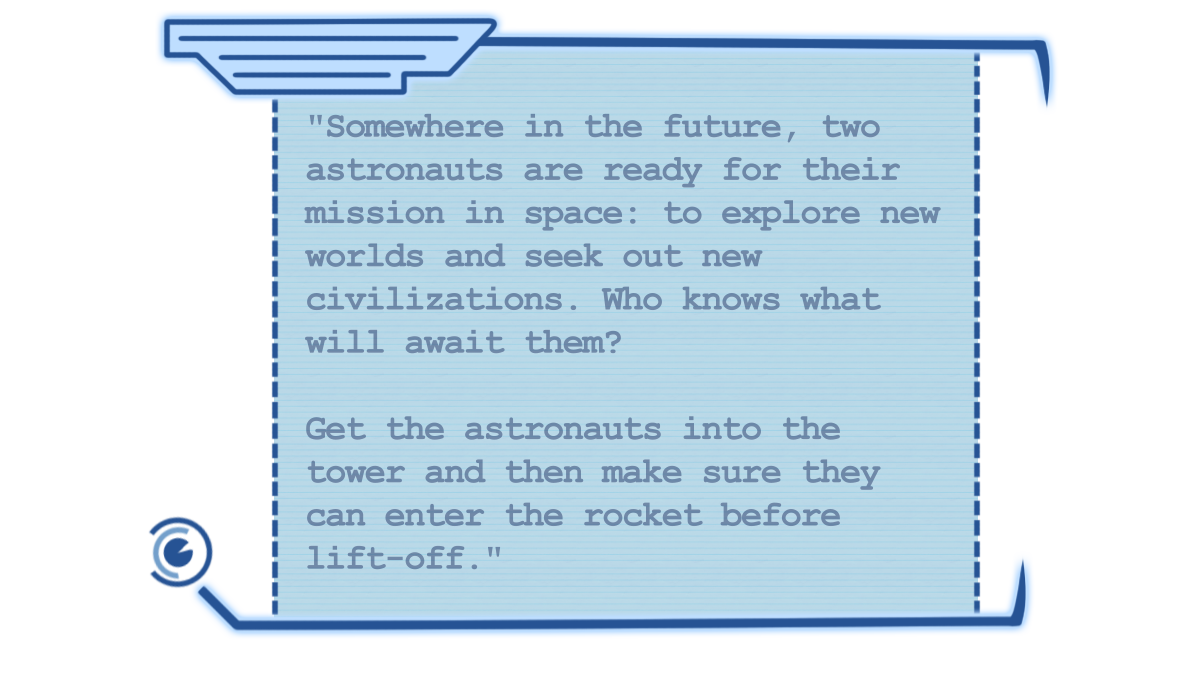 "Somewhere in the future, two
astronauts are ready for their
mission in space: to explore new
worlds and seek out new
civilizations. Who knows what
will await them?
Get the astronauts into the
tower and then make sure they
can enter the rocket before
lift-off."